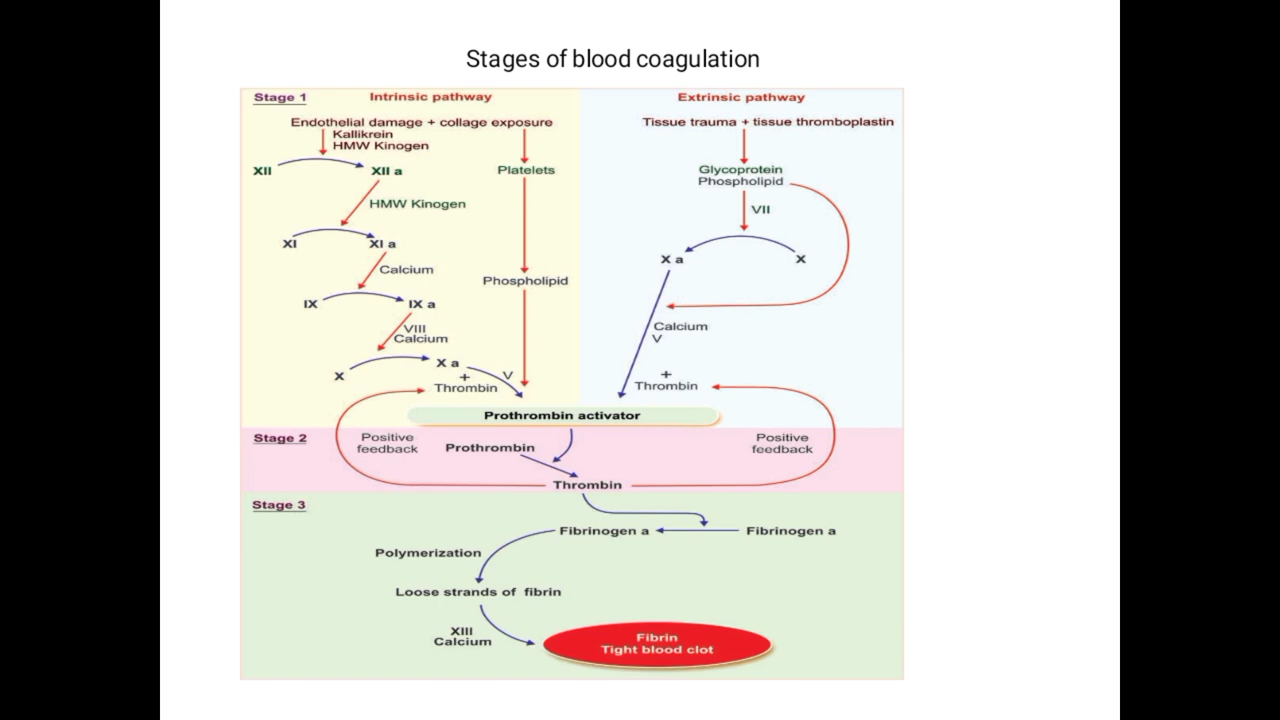 Stages of blood coagulation
Stage 1
Intrinsic pathway
Extrinsic pathway
Endothelial damage + collage exposure
Kallikrein
HMW Kinogen
XII
XII a
Platelets
HMW Kinogen
XI
XI a
Calcium
Phospholipid
IX
IX a
VIII
Calcium
X
X a
V
+
Thrombin
Tissue trauma + tissue thromboplastin
Glycoprotein
Phospholipid
VII
X a
X
Calcium
V
+
Thrombin
Prothrombin activator
Stage 2
Positive
feedback
Prothrombin
Positive
feedback
Thrombin
Stage 3
Fibrinogen a
Fibrinogen a
Polymerization
Loose strands of fibrin
XIII
Calcium
Fibrin
Tight blood clot